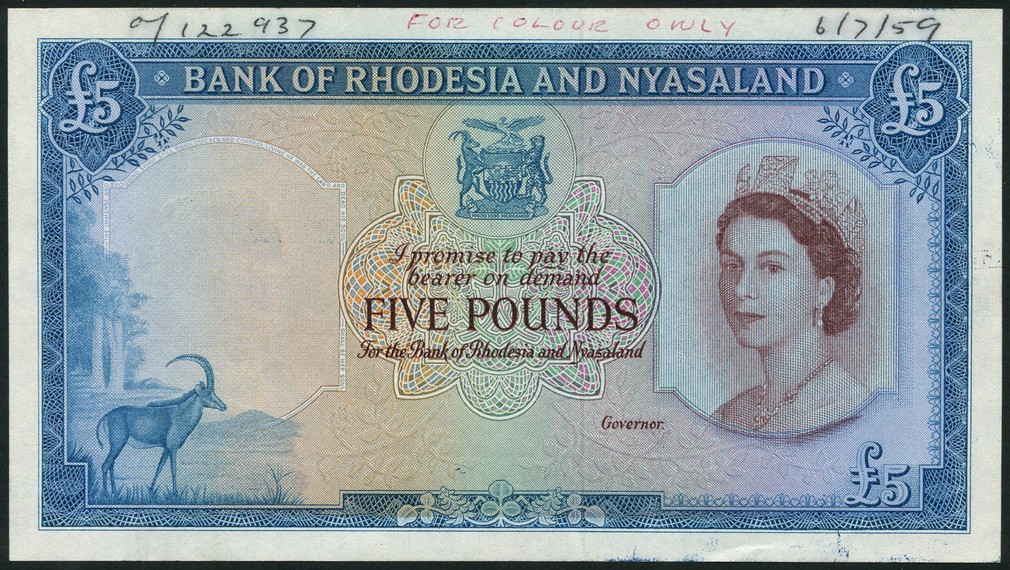 o/122937 FOR COLOUR ONLY 6/7/59
£5 BANK OF RHODESIA AND NYASALAND £5
I promise to pay the
bearer on demand
FIVE POUNDS
For the Bank of Rhodesia and Nyasaland
Governor.
£5